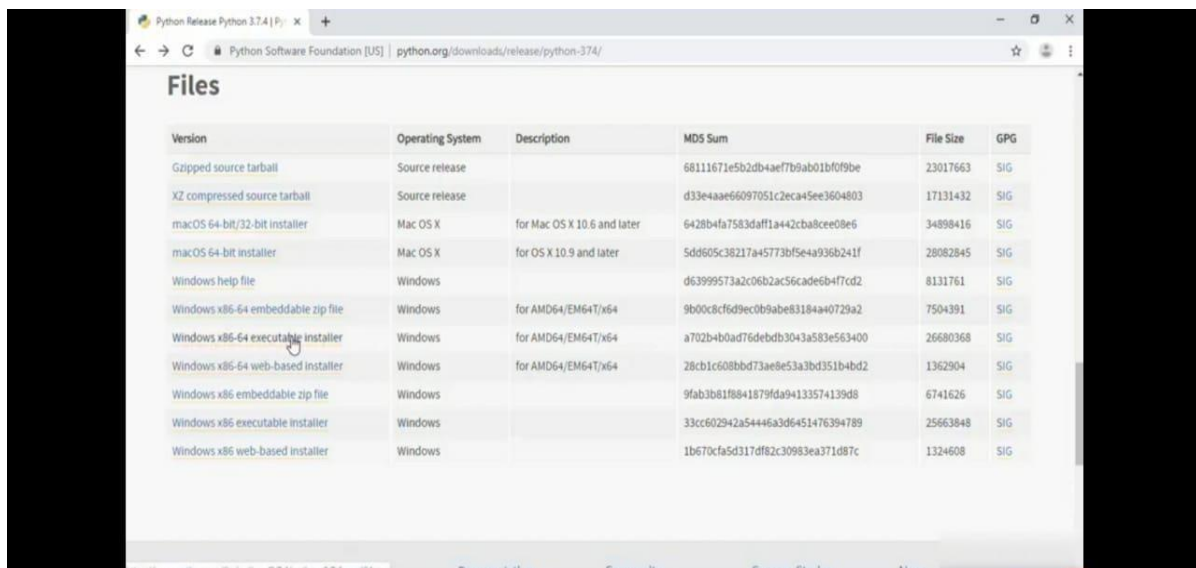 Python Release Python 3.7.4 | Py
Python Software Foundation [US] | python.org/downloads/release/python-374/
Files
Version Operating System Description MD5 Sum File Size GPG
Gzipped source tarball Source release 68111671e5b2db4aef7b9ab01bf0f9be 23017663 SIG
XZ compressed source tarball Source release d33e4aae66097051c2eca45ee3604803 17131432 SIG
macOS 64-bit/32-bit installer Mac OS X for Mac OS X 10.6 and later 6428b4fa7583daff1a442cba8cee08e6 34898416 SIG
macOS 64-bit installer Mac OS X for OS X 10.9 and later 5dd605c38217a45773bf5e4a936b241f 28082845 SIG
Windows help file Windows d63999573a2c06b2ac56cade6b4f7cd2 8131761 SIG
Windows x86-64 embeddable zip file Windows for AMD64/EM64T/x64 9b00c8cf6d9ec0b9abe83184a40729a2 7504391 SIG
Windows x86-64 executable installer Windows for AMD64/EM64T/x64 a702b4b0ad76debdb3043a583e563400 26680368 SIG
Windows x86-64 web-based installer Windows for AMD64/EM64T/x64 28cb1c608bbd73ae8e53a3bd351b4bd2 1362904 SIG
Windows x86 embeddable zip file Windows 9fab3b81f8841879fda94133574139d8 6741626 SIG
Windows x86 executable installer Windows 33cc602942a54446a3d6451476394789 25663848 SIG
Windows x86 web-based installer Windows 1b670cfa5d317df82c30983ea371d87c 1324608 SIG